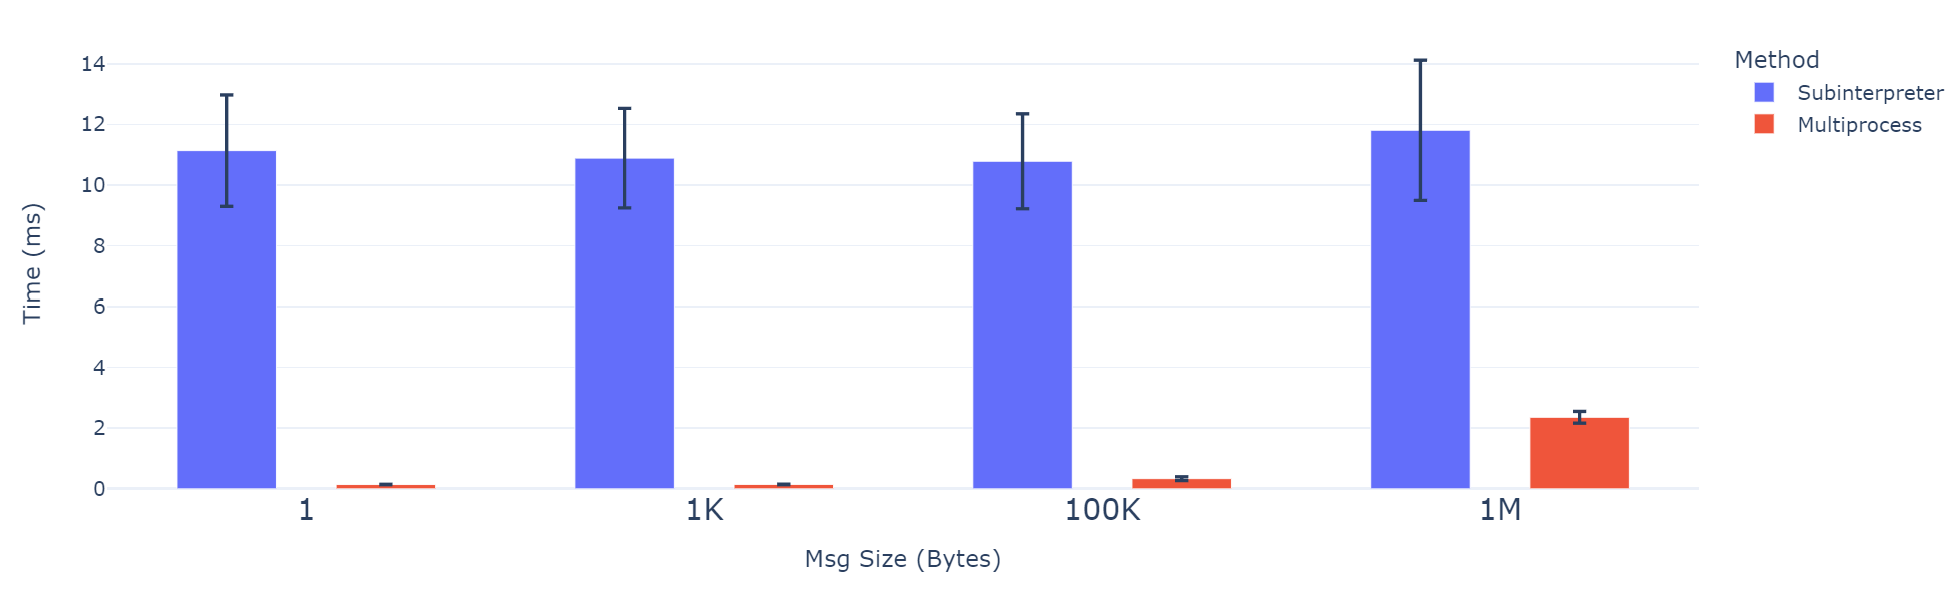 14
12
10
8
6
4
2
0
Time (ms)
1
1K
100K
1M
Msg Size (Bytes)
Method
Subinterpreter
Multiprocess